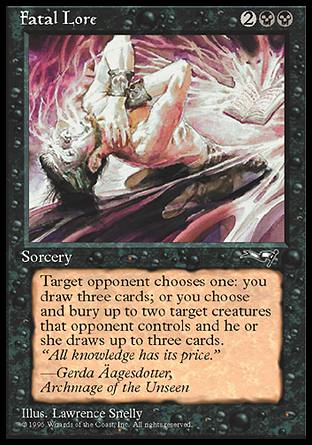 Fatal Lore 2
Sorcery
Target opponent chooses one: you
draw three cards; or you choose
and bury up to two target creatures
that opponent controls and he or
she draws up to three cards.
"All knowledge has its price."
—Gerda Äagesdotter,
Archmage of the Unseen
Illus. Lawrence Snelly
©1996 Wizards of the Coast, Inc. All rights reserved.